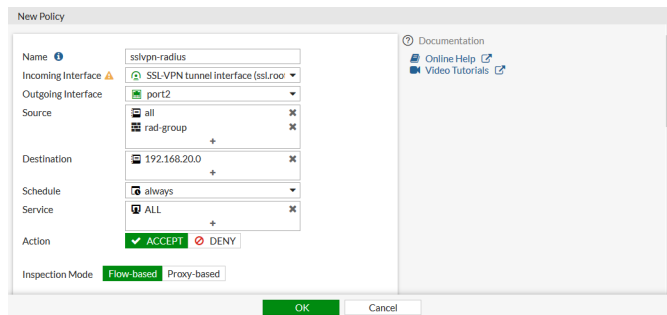 New Policy
Name
sslvpn-radius
Incoming Interface
SSL-VPN tunnel interface (ssl.root
Outgoing Interface
port2
Source
all
rad-group
+
Destination
192.168.20.0
+
Schedule
always
Service
ALL
+
Action
ACCEPT
DENY
Inspection Mode
Flow-based
Proxy-based
Documentation
Online Help
Video Tutorials
OK
Cancel